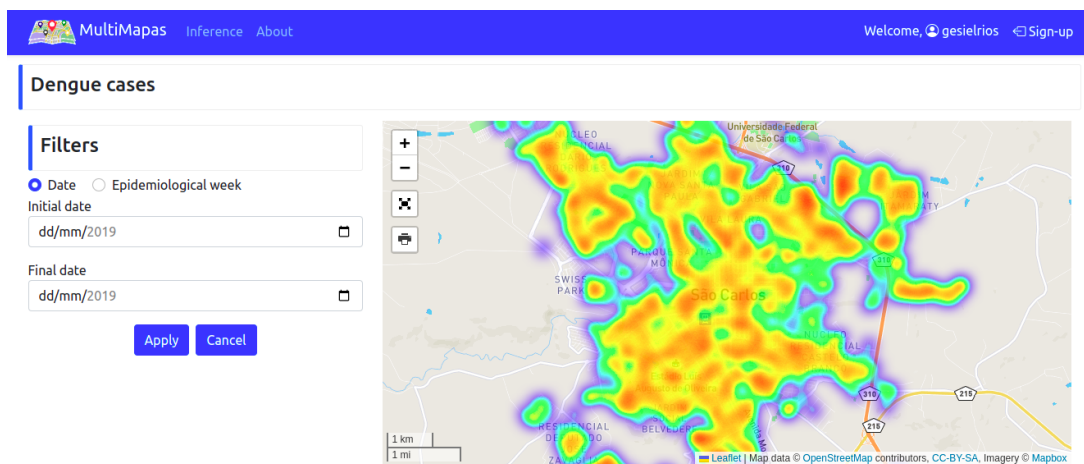 MultiMapas Inference About
Welcome, gesielrios Sign-up
Dengue cases
Filters
Date Epidemiological week
Initial date
dd/mm/2019
Final date
dd/mm/2019
Apply Cancel
+
−
Universidade Federal
de São Carlos
310
SWISS
PARK
310
São Carlos
310
215
215
RESIDENCIAL
1 km
1 mi
Leaflet | Map data © OpenStreetMap contributors, CC-BY-SA, Imagery © Mapbox